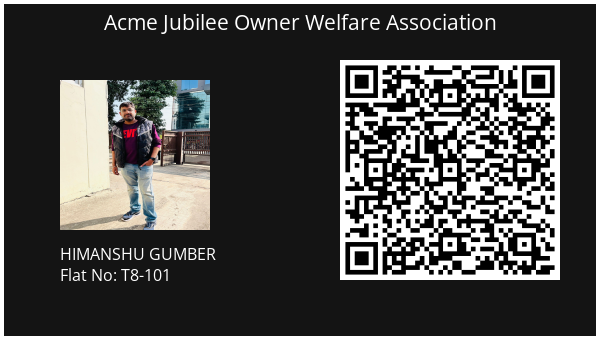 Acme Jubilee Owner Welfare Association
HIMANSHU GUMBER
Flat No: T8-101